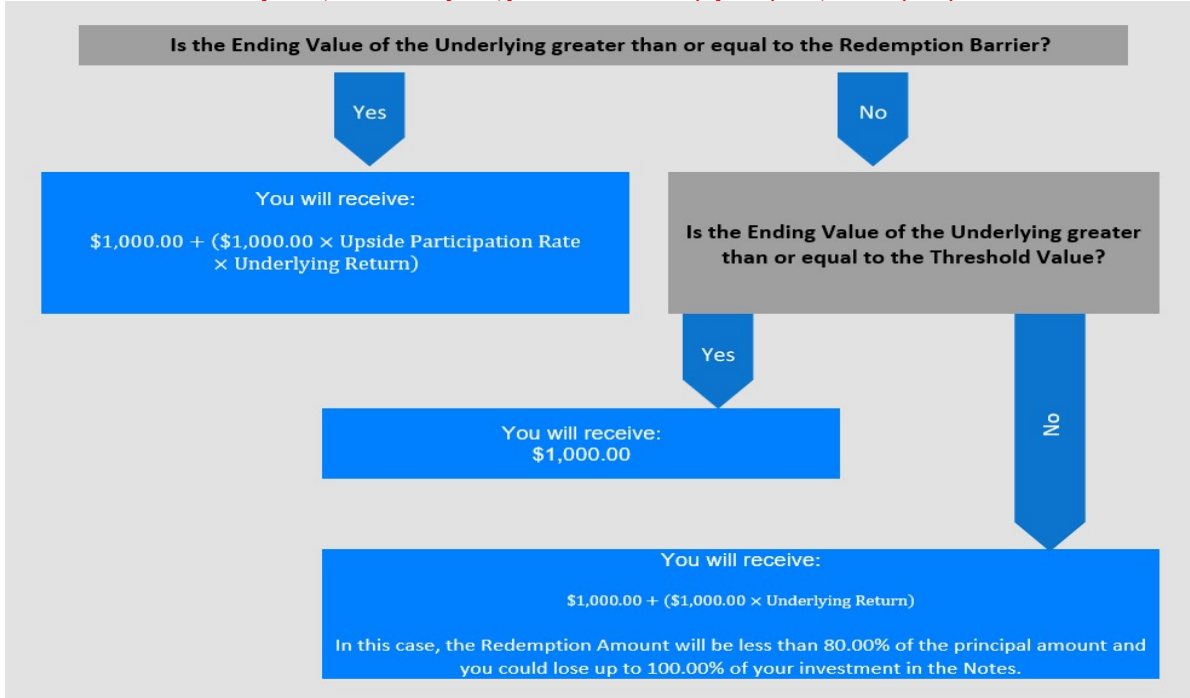 Is the Ending Value of the Underlying greater than or equal to the Redemption Barrier?
Yes
No
You will receive:
$1,000.00 + ($1,000.00 × Upside Participation Rate
× Underlying Return)
Is the Ending Value of the Underlying greater
than or equal to the Threshold Value?
Yes
No
You will receive:
$1,000.00
You will receive:
$1,000.00 + ($1,000.00 × Underlying Return)
In this case, the Redemption Amount will be less than 80.00% of the principal amount and
you could lose up to 100.00% of your investment in the Notes.